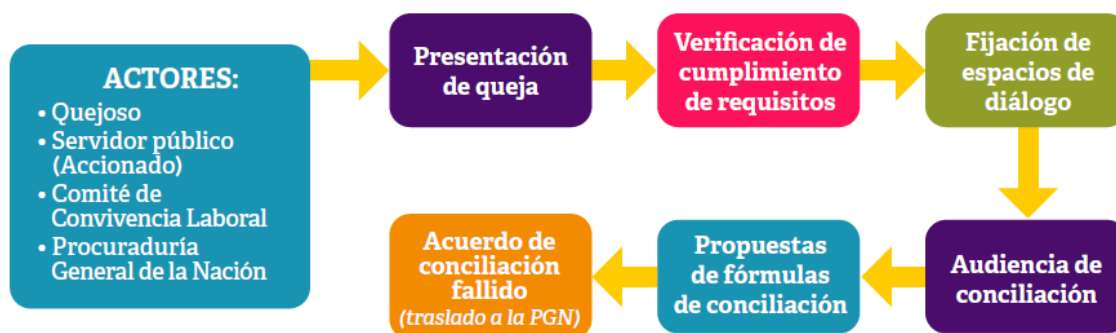 ACTORES:
• Quejoso
• Servidor público
(Accionado)
• Comité de
Convivencia Laboral
• Procuraduría
General de la Nación
Presentación
de queja
Verificación de
cumplimiento
de requisitos
Fijación de
espacios de
diálogo
Audiencia de
conciliación
Propuestas
de fórmulas
de conciliación
Acuerdo de
conciliación
fallido
(traslado a la PGN)